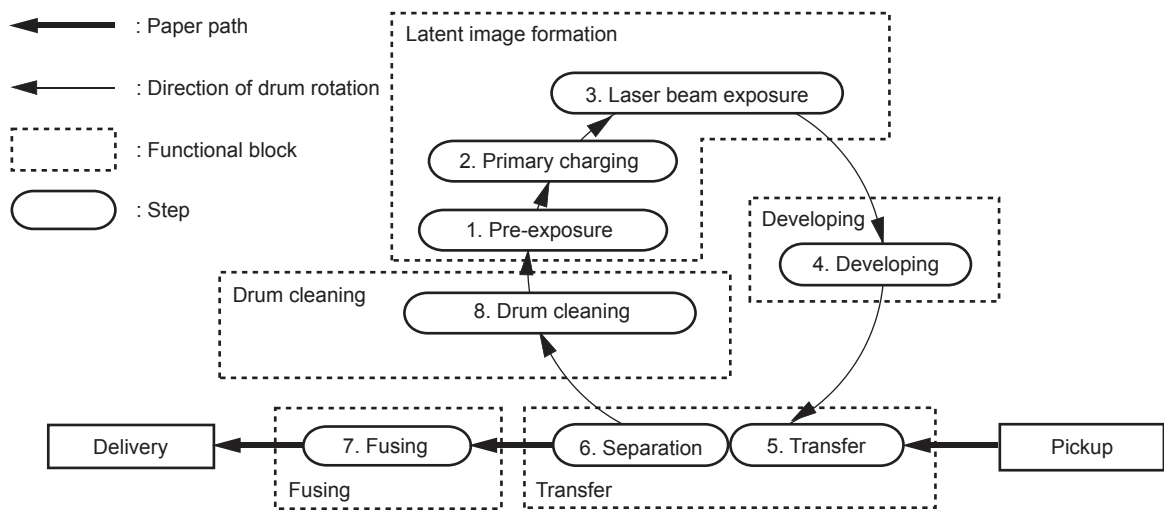 : Paper path
: Direction of drum rotation
: Functional block
: Step
Latent image formation
3. Laser beam exposure
2. Primary charging
1. Pre-exposure
Developing
4. Developing
Drum cleaning
8. Drum cleaning
Delivery
7. Fusing
6. Separation
5. Transfer
Pickup
Fusing
Transfer